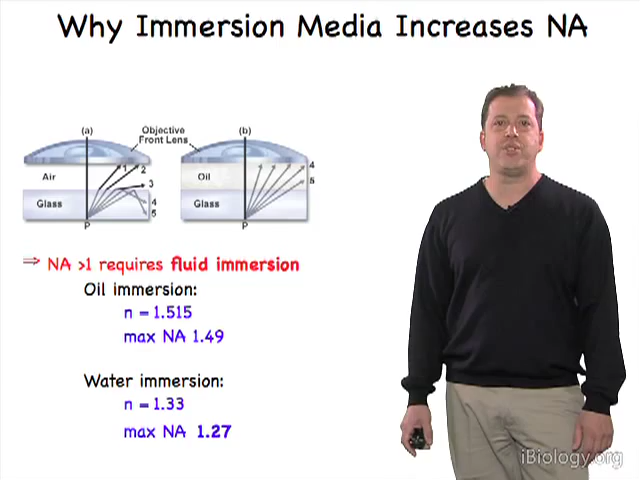 Why Immersion Media Increases NA
(a)
Objective
Front Lens
(b)
Air
1
2
3
Glass
4
5
P
Oil
4
5
Glass
P
⇒ NA >1 requires fluid immersion
Oil immersion:
n = 1.515
max NA 1.49
Water immersion:
n = 1.33
max NA 1.27
iBiology.org